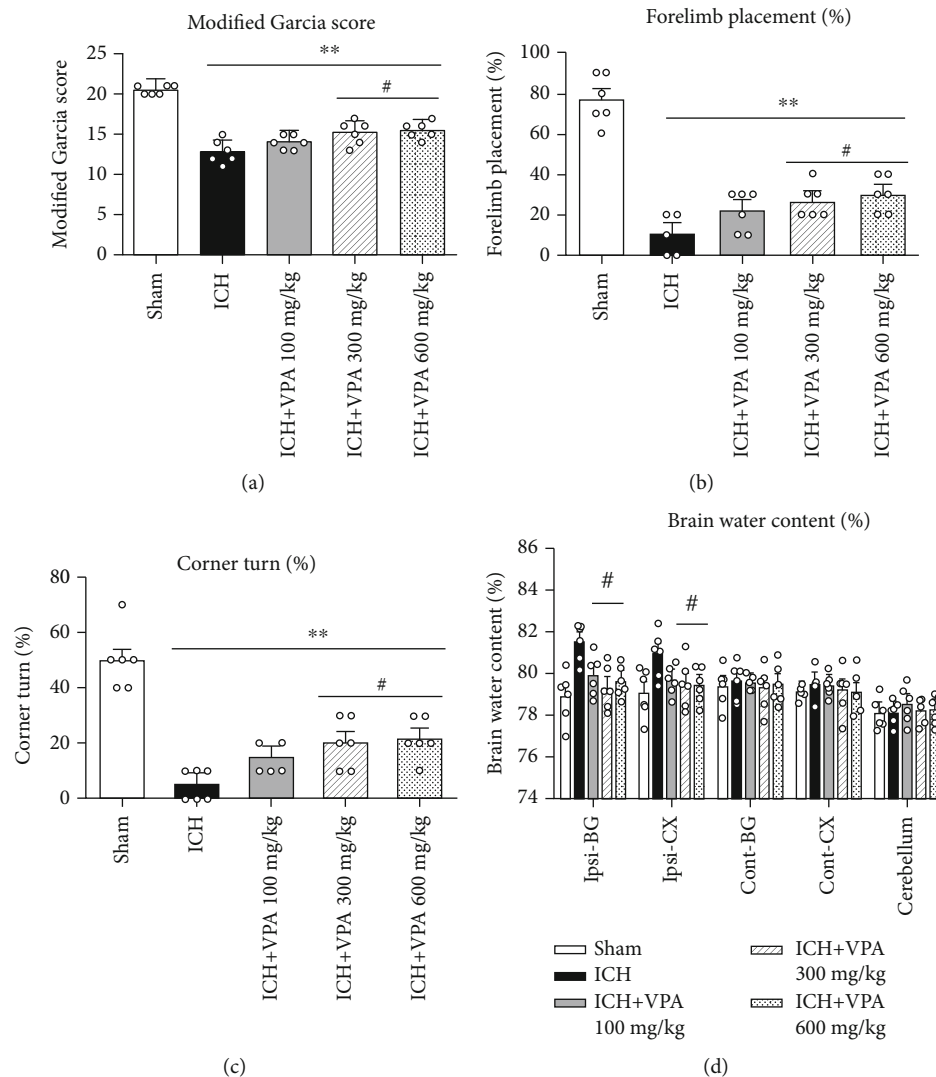 Modified Garcia score
Modified Garcia score
25
20
15
10
5
0
**
#
Sham
ICH
ICH+VPA 100 mg/kg
ICH+VPA 300 mg/kg
ICH+VPA 600 mg/kg
(a)
Forelimb placement (%)
Forelimb placement (%)
100
80
60
40
20
0
**
#
Sham
ICH
ICH+VPA 100 mg/kg
ICH+VPA 300 mg/kg
ICH+VPA 600 mg/kg
(b)
Corner turn (%)
Corner turn (%)
80
60
40
20
0
**
#
Sham
ICH
ICH+VPA 100 mg/kg
ICH+VPA 300 mg/kg
ICH+VPA 600 mg/kg
(c)
Brain water content (%)
Brain water content (%)
86
84
82
80
78
76
74
#
#
Ipsi-BG
Ipsi-CX
Cont-BG
Cont-CX
Cerebellum
Sham
ICH
ICH+VPA
100 mg/kg
ICH+VPA
300 mg/kg
ICH+VPA
600 mg/kg
(d)